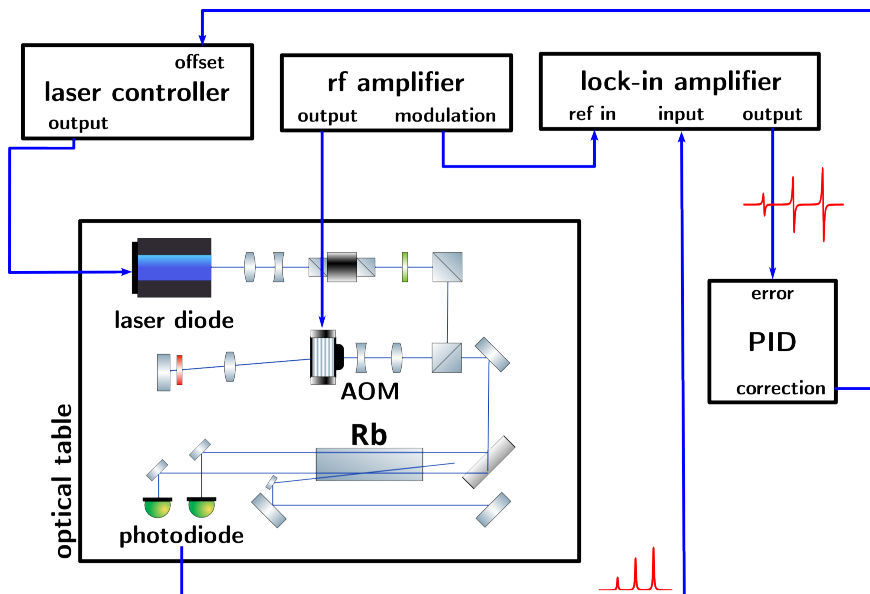 offset
laser controller
output
rf amplifier
output modulation
lock-in amplifier
ref in input output
laser diode
AOM
Rb
photodiode
optical table
error
PID
correction